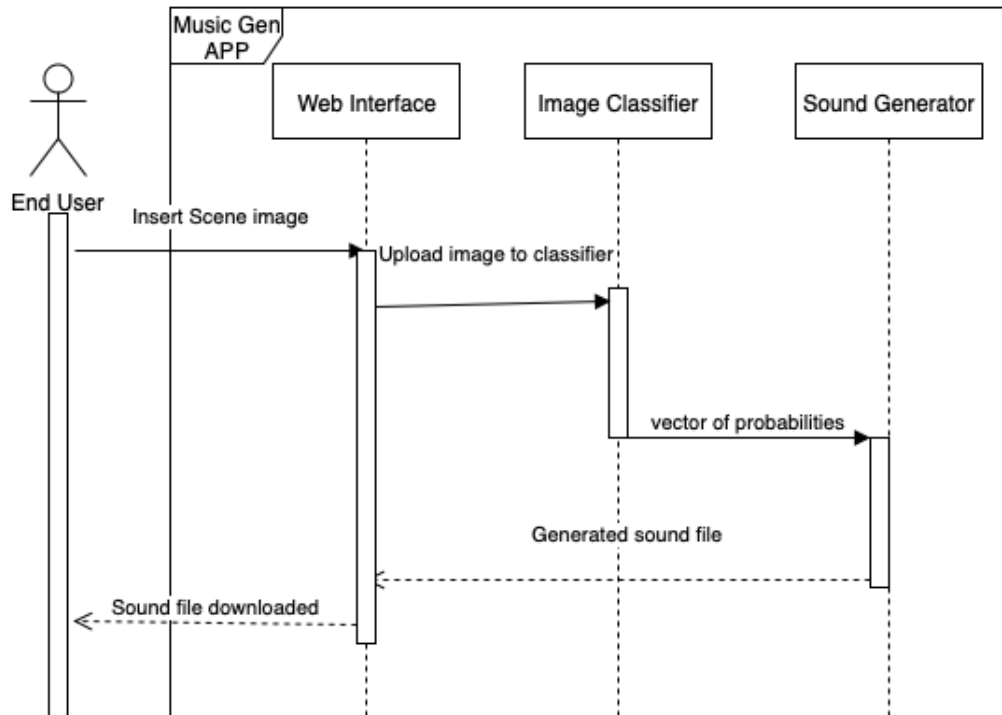 Music Gen
APP
Web Interface
Image Classifier
Sound Generator
End User
Insert Scene image
Upload image to classifier
vector of probabilities
Generated sound file
Sound file downloaded